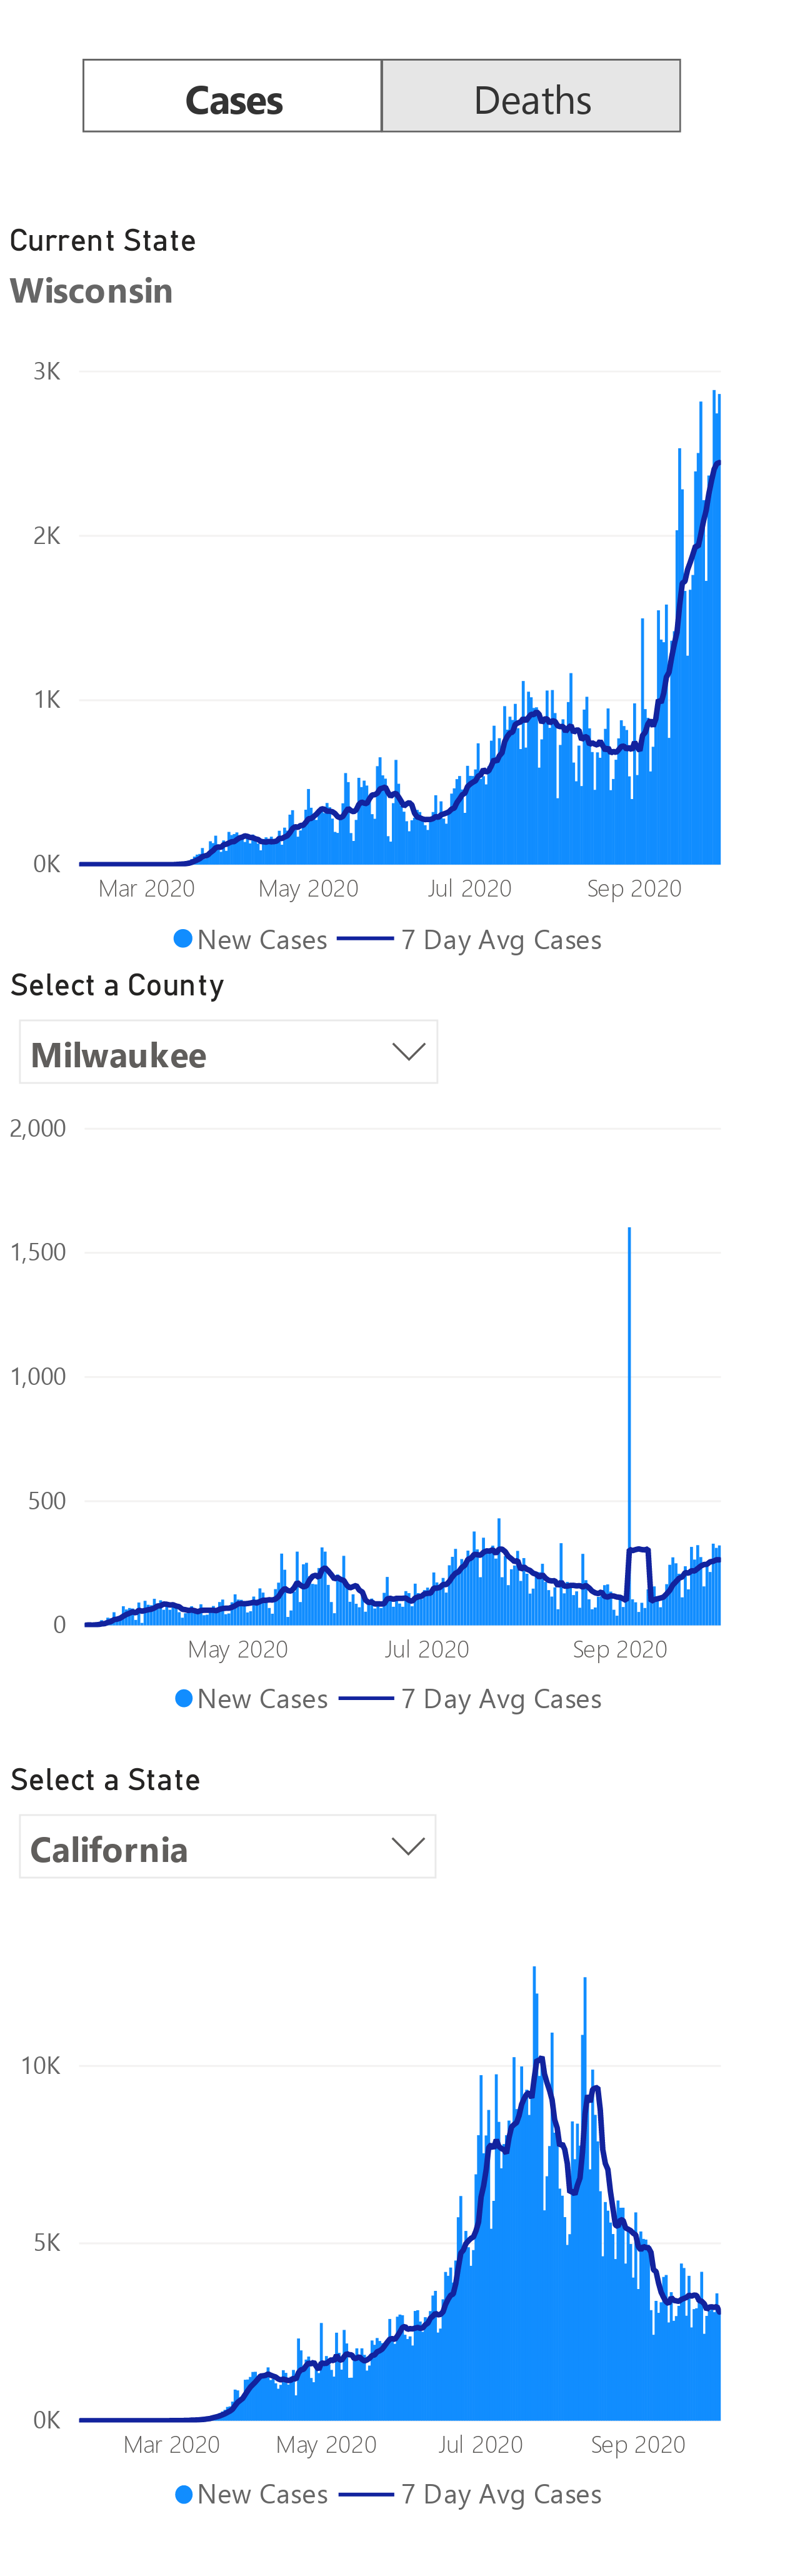 Cases Deaths
Current State
Wisconsin
3K
2K
1K
0K
Mar 2020 May 2020 Jul 2020 Sep 2020
New Cases 7 Day Avg Cases
Select a County
Milwaukee
2,000
1,500
1,000
500
0
May 2020 Jul 2020 Sep 2020
New Cases 7 Day Avg Cases
Select a State
California
10K
5K
0K
Mar 2020 May 2020 Jul 2020 Sep 2020
New Cases 7 Day Avg Cases